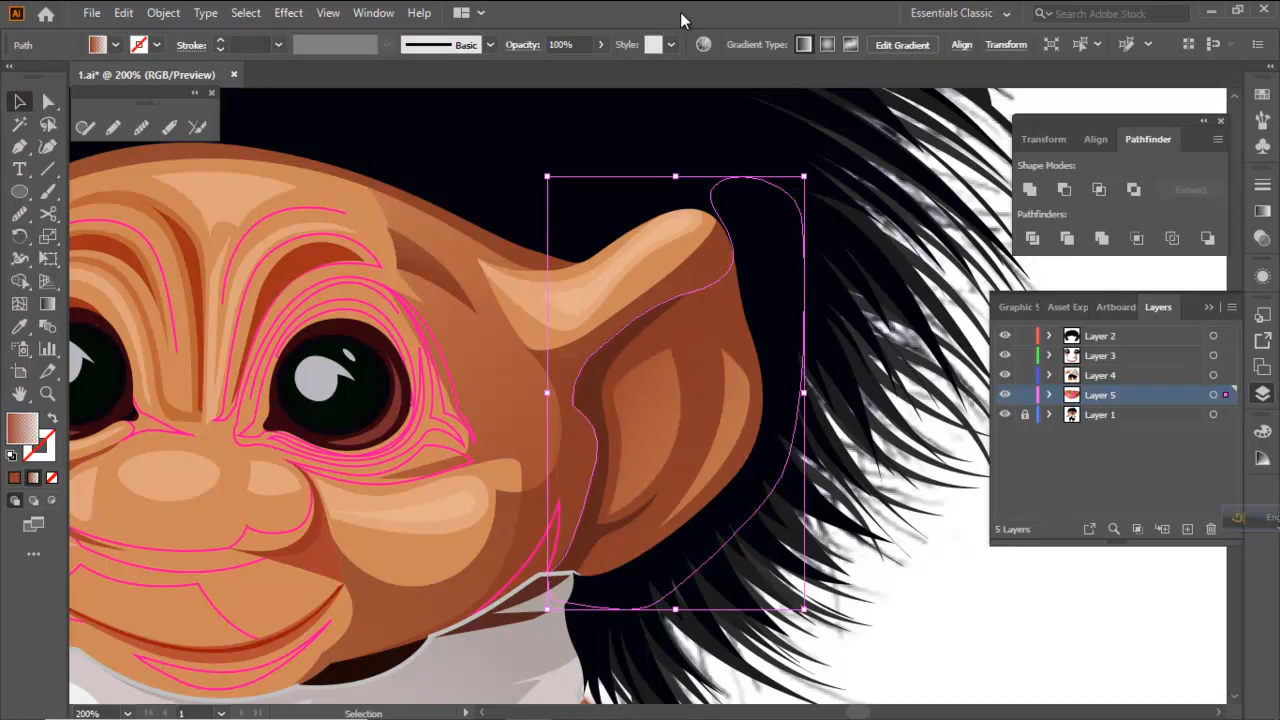 Ai File Edit Object Type Select Effect View Window Help Essentials Classic Search Adobe Stock
Path Stroke: Basic Opacity: 100% Style: Gradient Type: Edit Gradient Align Transform
1.ai* @ 200% (RGB/Preview)
Transform Align Pathfinder
Shape Modes:
Expand
Pathfinders:
Graphic S Asset Exp Artboard Layers
Layer 2
Layer 3
Layer 4
Layer 5
Layer 1
Eng
5 Layers
200% 1 Selection